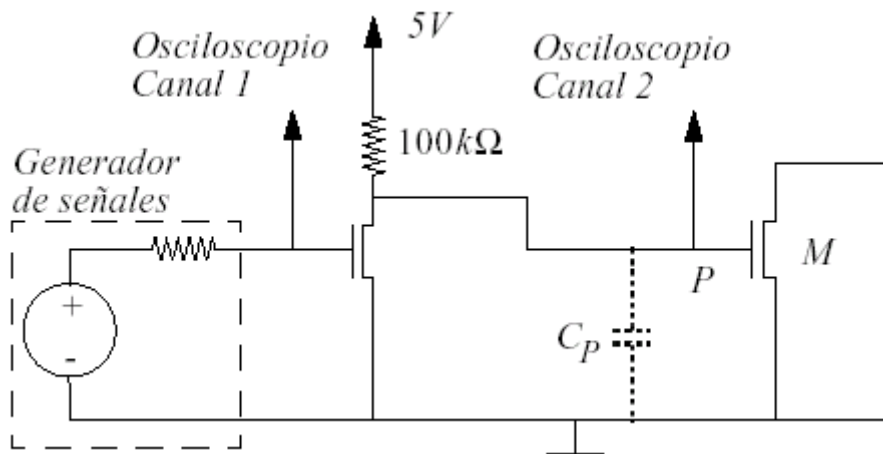 Osciloscopio
Canal 1
5V
Osciloscopio
Canal 2
100kΩ
Generador
de señales
P
M
+
-
C_P